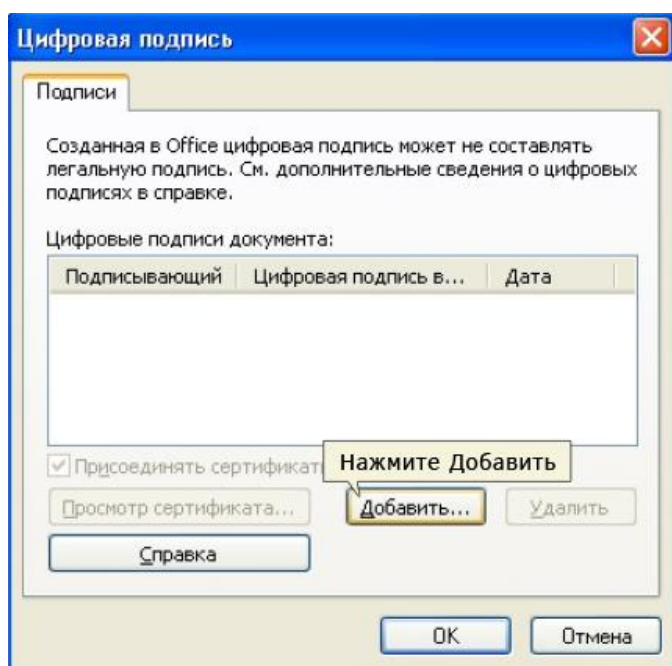 Цифровая подпись
Подписи
Созданная в Office цифровая подпись может не составлять
легальную подпись. См. дополнительные сведения о цифровых
подписях в справке.
Цифровые подписи документа:
Подписывающий Цифровая подпись в... Дата
Присоединять сертификат
Нажмите Добавить
Просмотр сертификата... Добавить... Удалить
Справка
OK Отмена